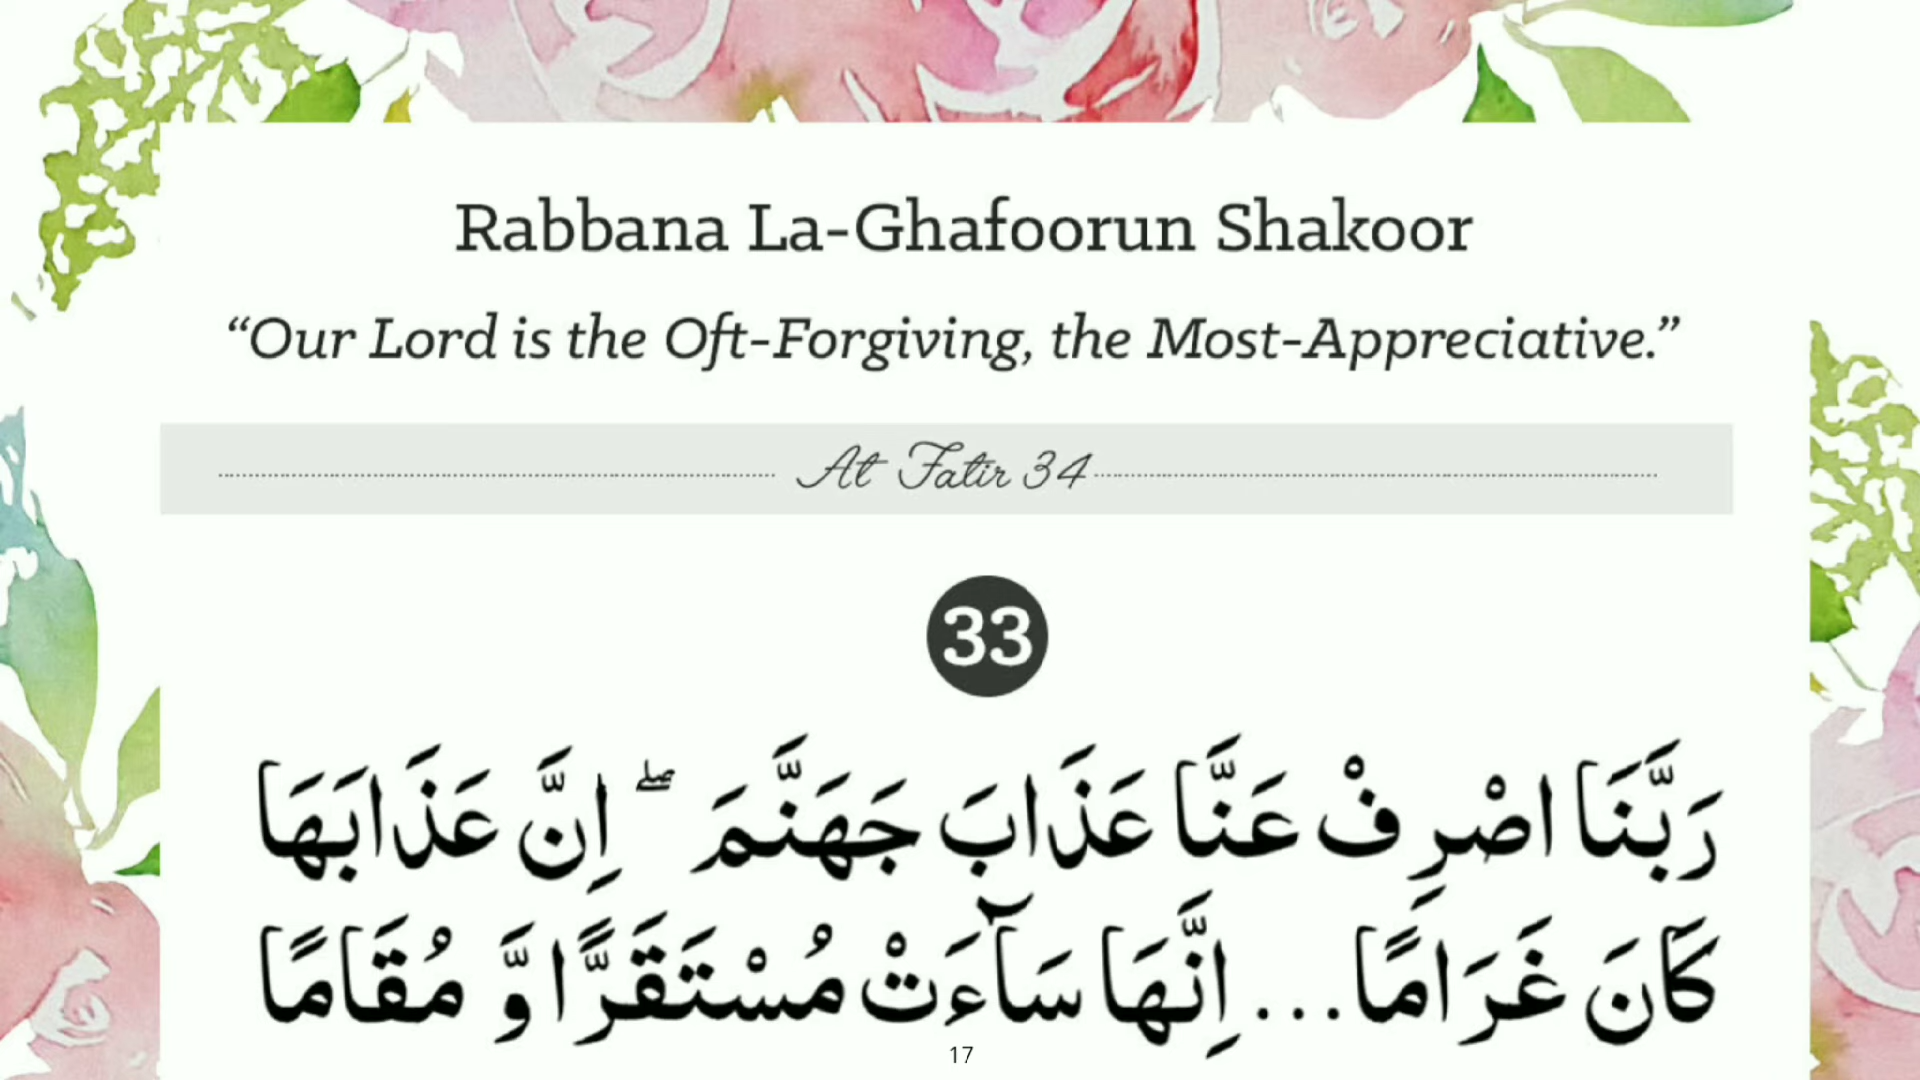 Rabbana La-Ghafoorun Shakoor
“Our Lord is the Oft-Forgiving, the Most-Appreciative.”
At Fatir 34
33
رَبَّنَا اصْرِفْ عَنَّا عَذَابَ جَهَنَّمَ ۖ اِنَّ عَذَابَهَا
كَانَ غَرَامًا... اِنَّهَا سَآءَتْ مُسْتَقَرًّا وَّ مُقَامًا
17